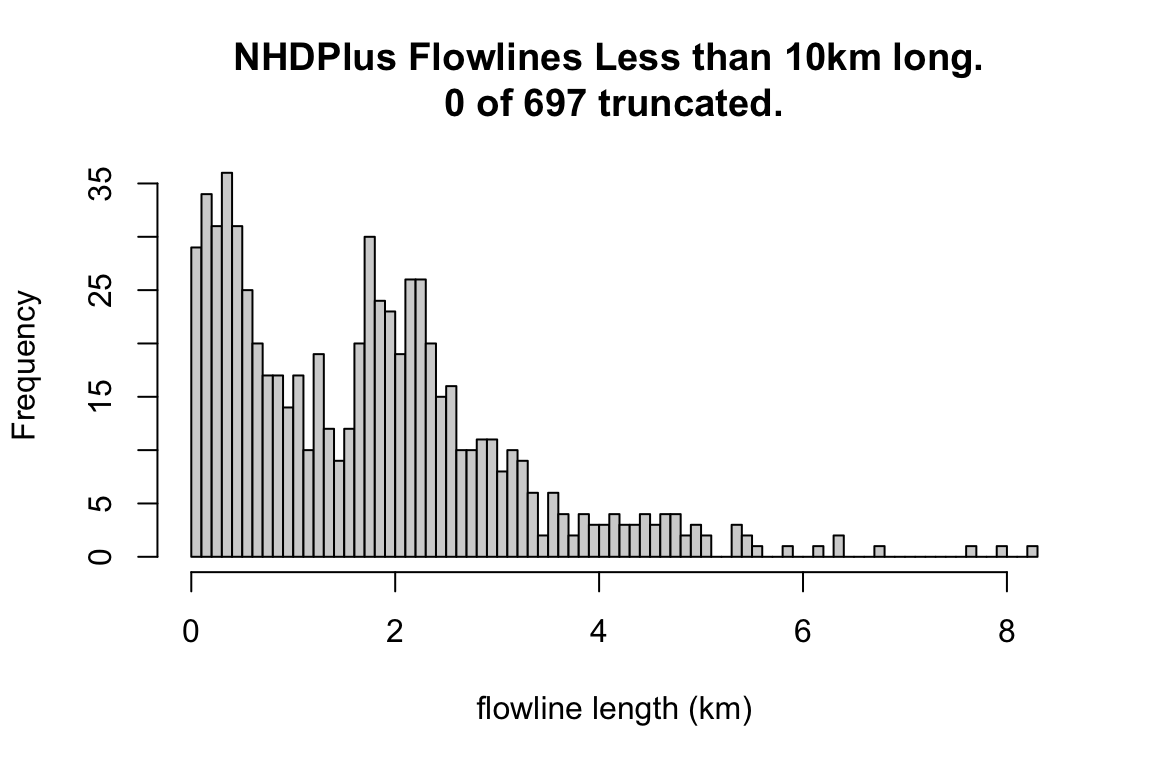 NHDPlus Flowlines Less than 10km long.
0 of 697 truncated.
Frequency
35
25
15
5
0
0 2 4 6 8
flowline length (km)